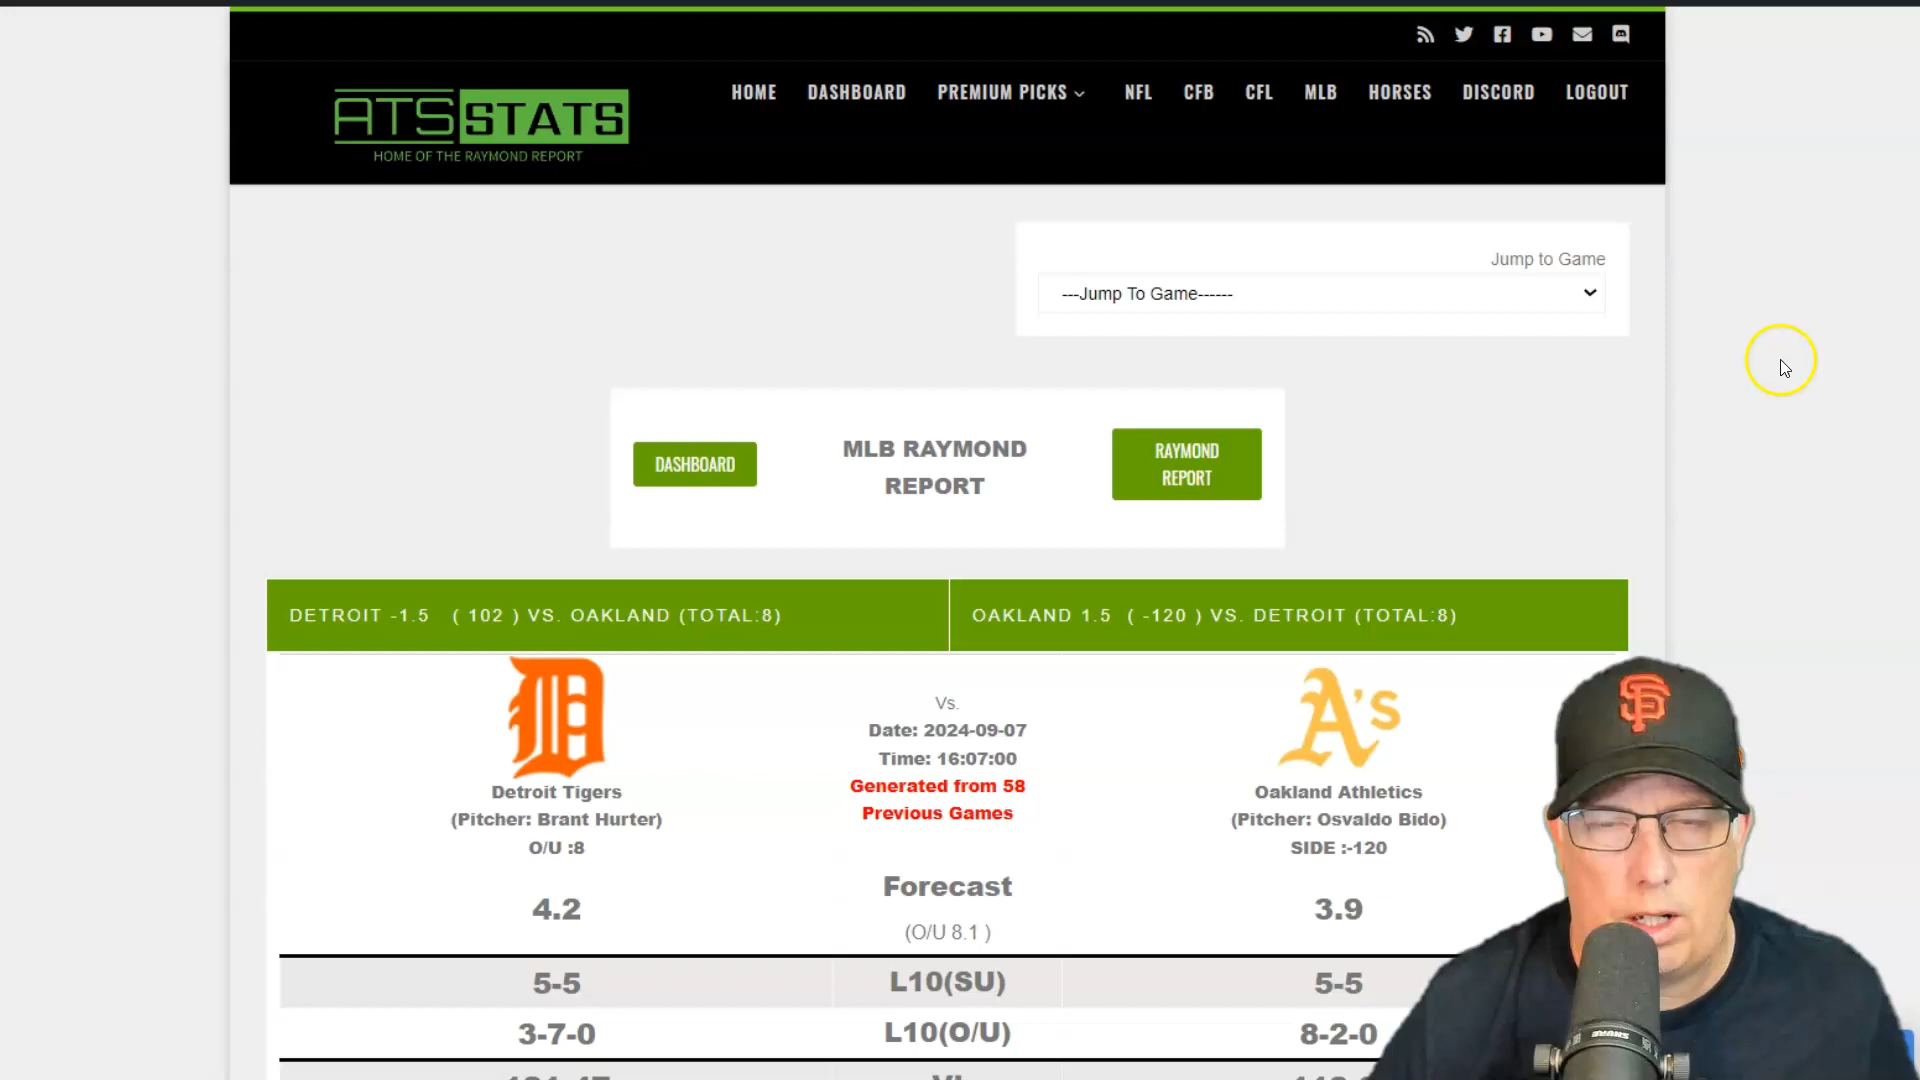 HOME DASHBOARD PREMIUM PICKS NFL CFB CFL MLB HORSES DISCORD LOGOUT
ATS STATS
HOME OF THE RAYMOND REPORT
Jump to Game
---Jump To Game------
DASHBOARD
MLB RAYMOND
REPORT
RAYMOND
REPORT
DETROIT -1.5 ( 102 ) VS. OAKLAND (TOTAL:8)
OAKLAND 1.5 ( -120 ) VS. DETROIT (TOTAL:8)
Detroit Tigers
(Pitcher: Brant Hurter)
O/U :8
Vs.
Date: 2024-09-07
Time: 16:07:00
Generated from 58
Previous Games
A's
Oakland Athletics
(Pitcher: Osvaldo Bido)
SIDE :-120
4.2 Forecast 3.9
(O/U 8.1 )
5-5 L10(SU) 5-5
3-7-0 L10(O/U) 8-2-0
SF
SHURE